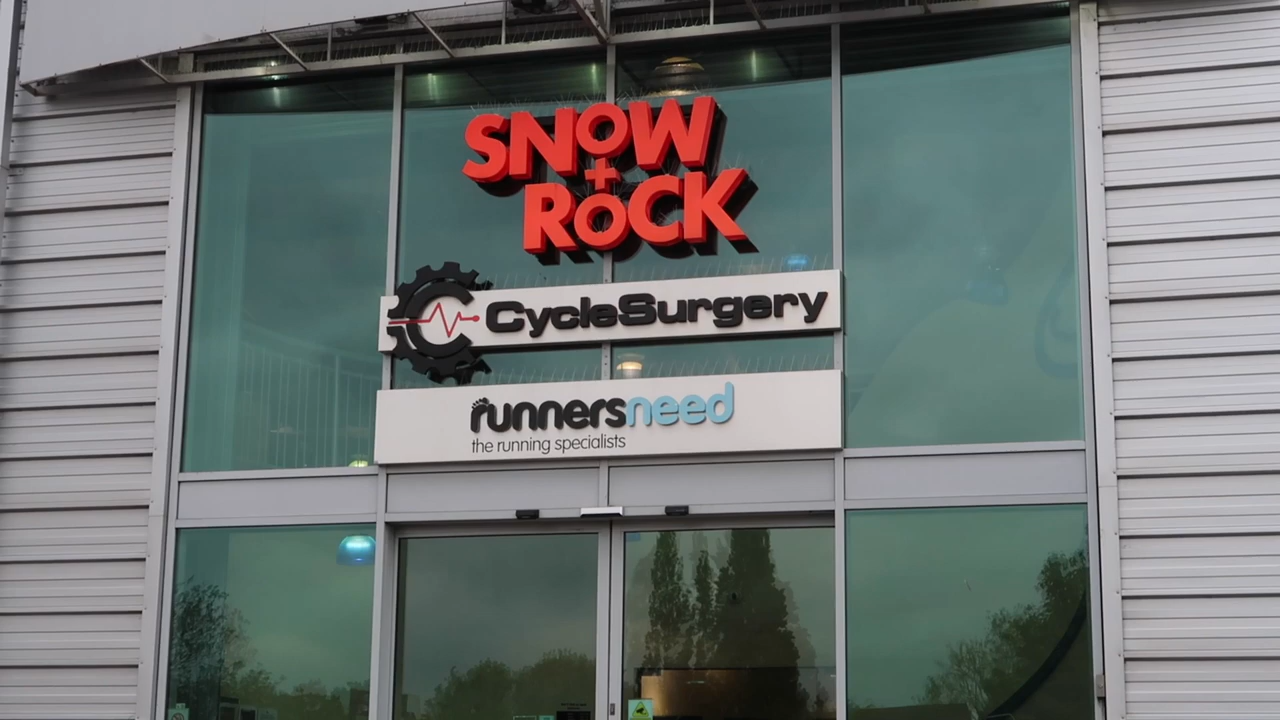 SNOW
+
ROCK
CycleSurgery
runnersneed
the running specialists